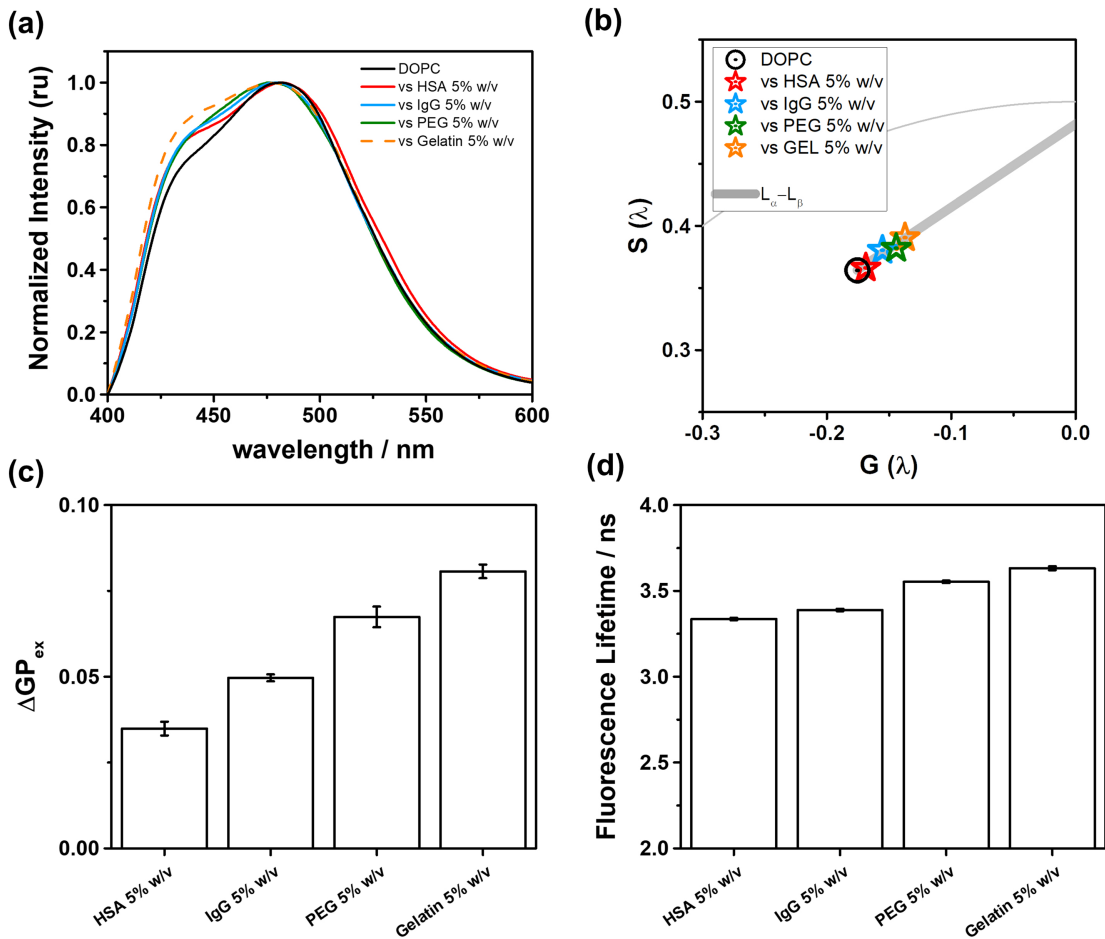 (a)
Normalized Intensity (ru)
1.0
0.8
0.6
0.4
0.2
0.0
400
450
500
550
600
wavelength / nm
DOPC
vs HSA 5% w/v
vs IgG 5% w/v
vs PEG 5% w/v
vs Gelatin 5% w/v
(b)
S (λ)
0.5
0.4
0.3
-0.3
-0.2
-0.1
0.0
G (λ)
DOPC
vs HSA 5% w/v
vs IgG 5% w/v
vs PEG 5% w/v
vs GEL 5% w/v
Lα–Lβ
(c)
ΔGPex
0.10
0.05
0.00
HSA 5% w/v
IgG 5% w/v
PEG 5% w/v
Gelatin 5% w/v
(d)
Fluorescence Lifetime / ns
4.0
3.5
3.0
2.5
2.0
HSA 5% w/v
IgG 5% w/v
PEG 5% w/v
Gelatin 5% w/v